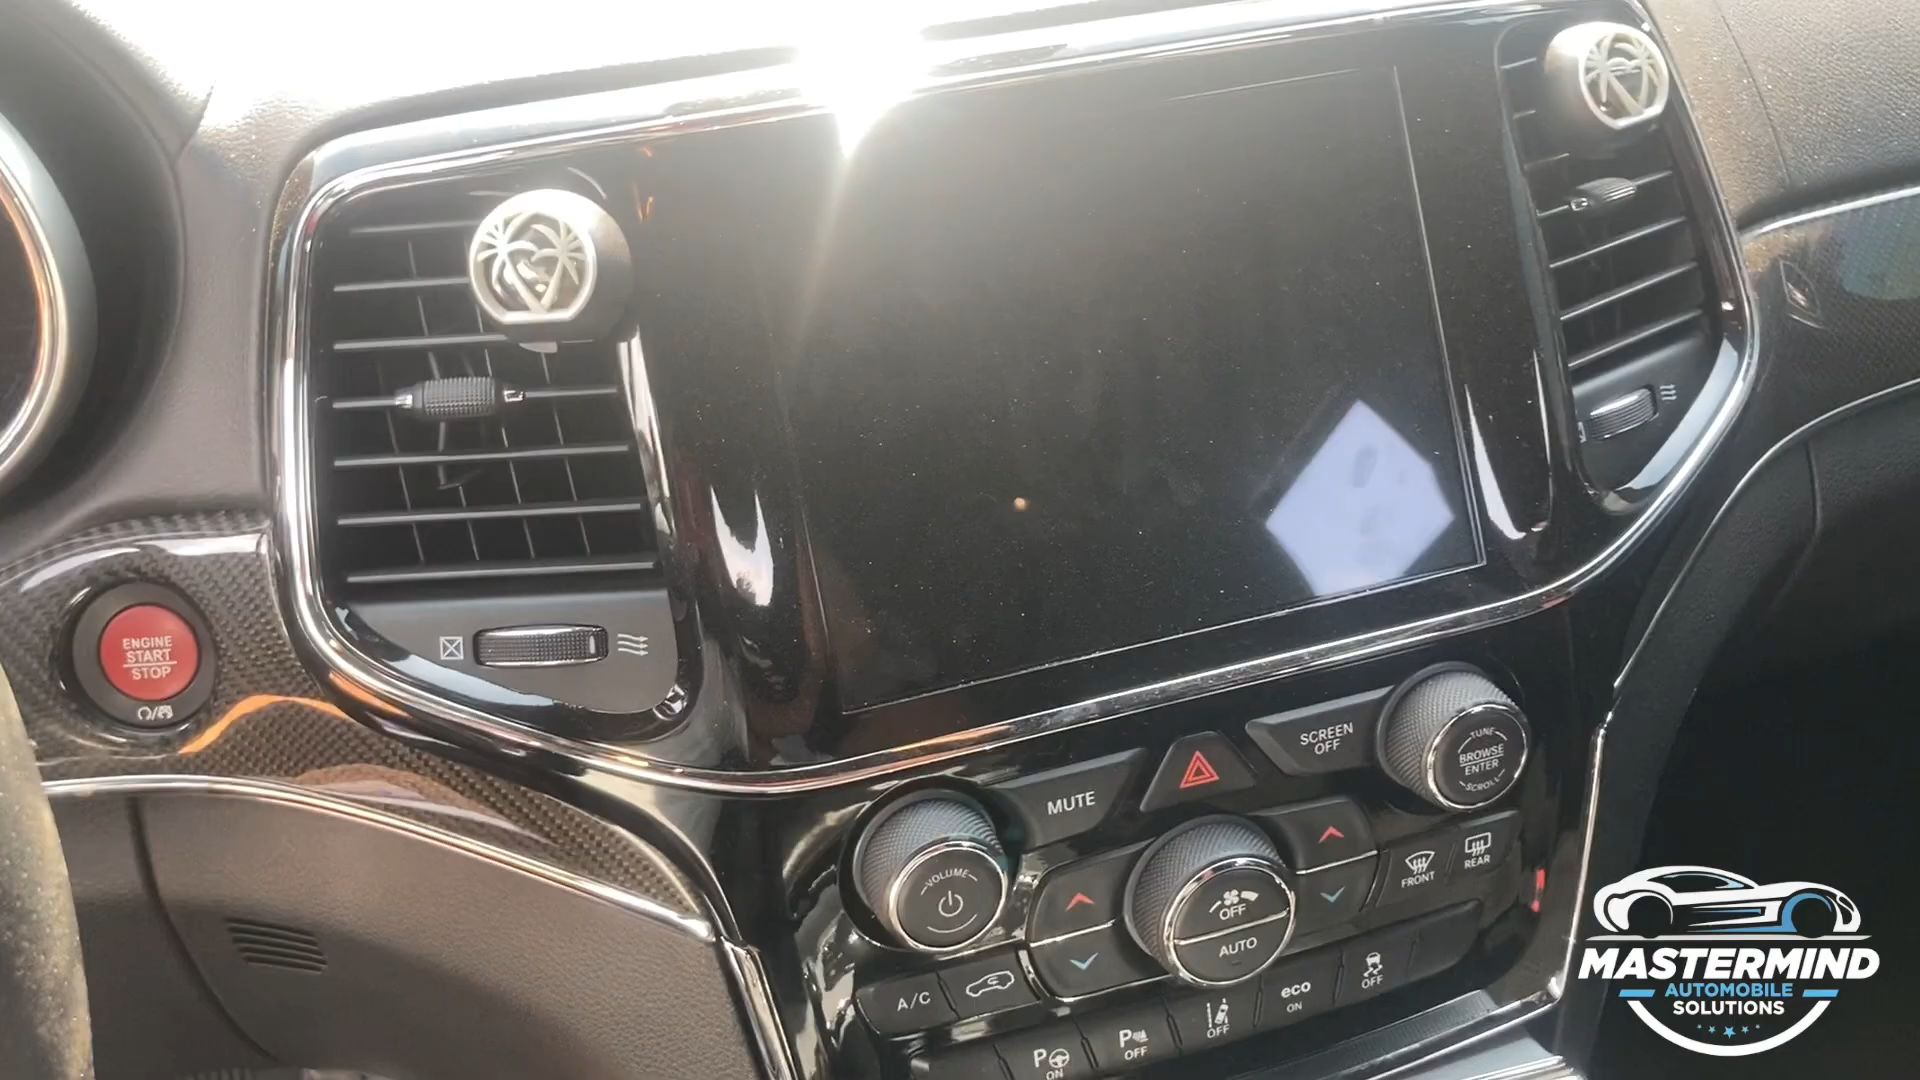 ENGINE
START
STOP
SCREEN
OFF
TUNE
BROWSE
ENTER
SCROLL
MUTE
VOLUME
OFF
AUTO
FRONT
REAR
A/C
P
ON
P
OFF
OFF
eco
ON
OFF
MASTERMIND
AUTOMOBILE
SOLUTIONS